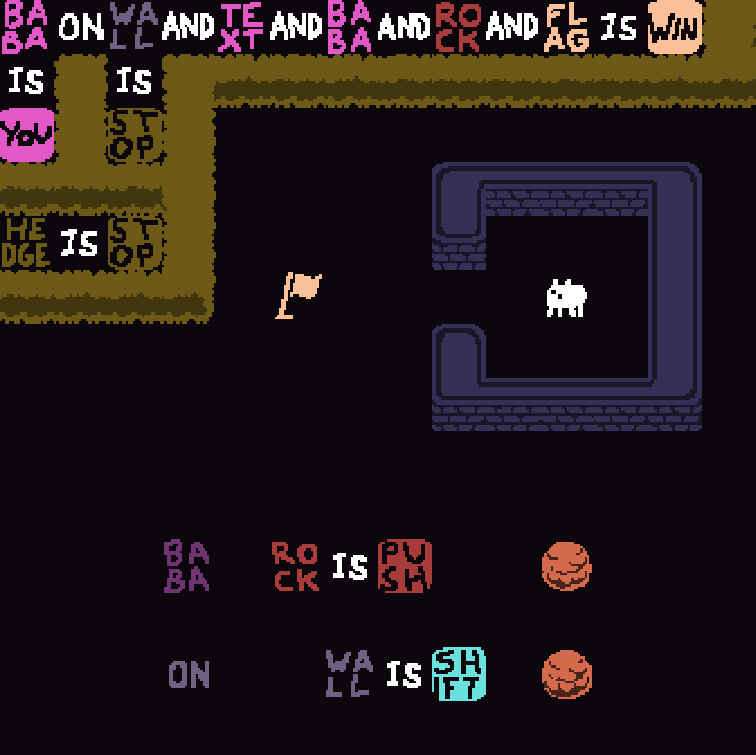 BABA ON WALL AND TEXT AND BABA AND ROCK AND FLAG IS WIN
IS IS
YOU STOP
HEDGE IS STOP
BABA ROCK IS PUSH
ON WALL IS SHIFT